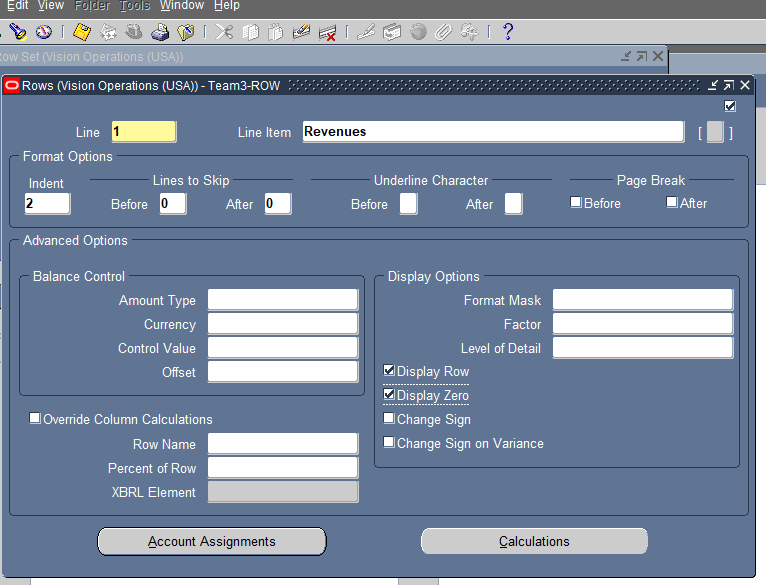 Edit View Folder Tools Window Help
Row Set (Vision Operations (USA))
Rows (Vision Operations (USA)) - Team3-ROW
Line 1 Line Item Revenues [ ]
Format Options
Indent Lines to Skip Underline Character Page Break
2 Before 0 After 0 Before After Before After
Advanced Options
Balance Control
Amount Type
Currency
Control Value
Offset
Display Options
Format Mask
Factor
Level of Detail
Display Row
Display Zero
Change Sign
Change Sign on Variance
Override Column Calculations
Row Name
Percent of Row
XBRL Element
Account Assignments Calculations